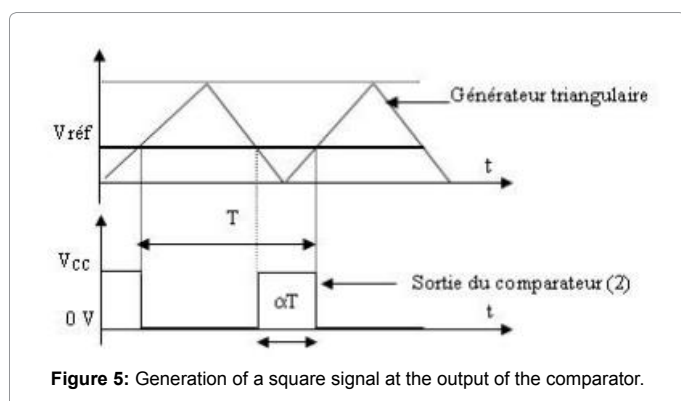 Générateur triangulaire
Vréf
t
T
Vcc
Sortie du comparateur (2)
αT
0 V
t
Figure 5: Generation of a square signal at the output of the comparator.